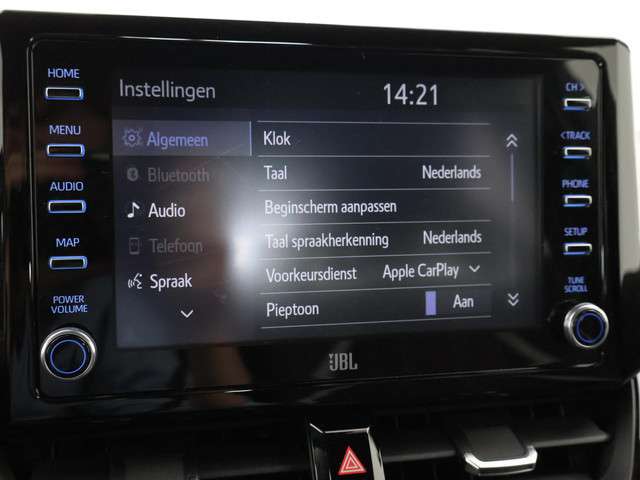 HOME
MENU
AUDIO
MAP
POWER
VOLUME
Instellingen 14:21
Algemeen
Bluetooth
Audio
Telefoon
Spraak
Klok
Taal Nederlands
Beginscherm aanpassen
Taal spraakherkenning Nederlands
Voorkeursdienst Apple CarPlay
Pieptoon Aan
CH >
< TRACK
PHONE
SETUP
TUNE
SCROLL
JBL